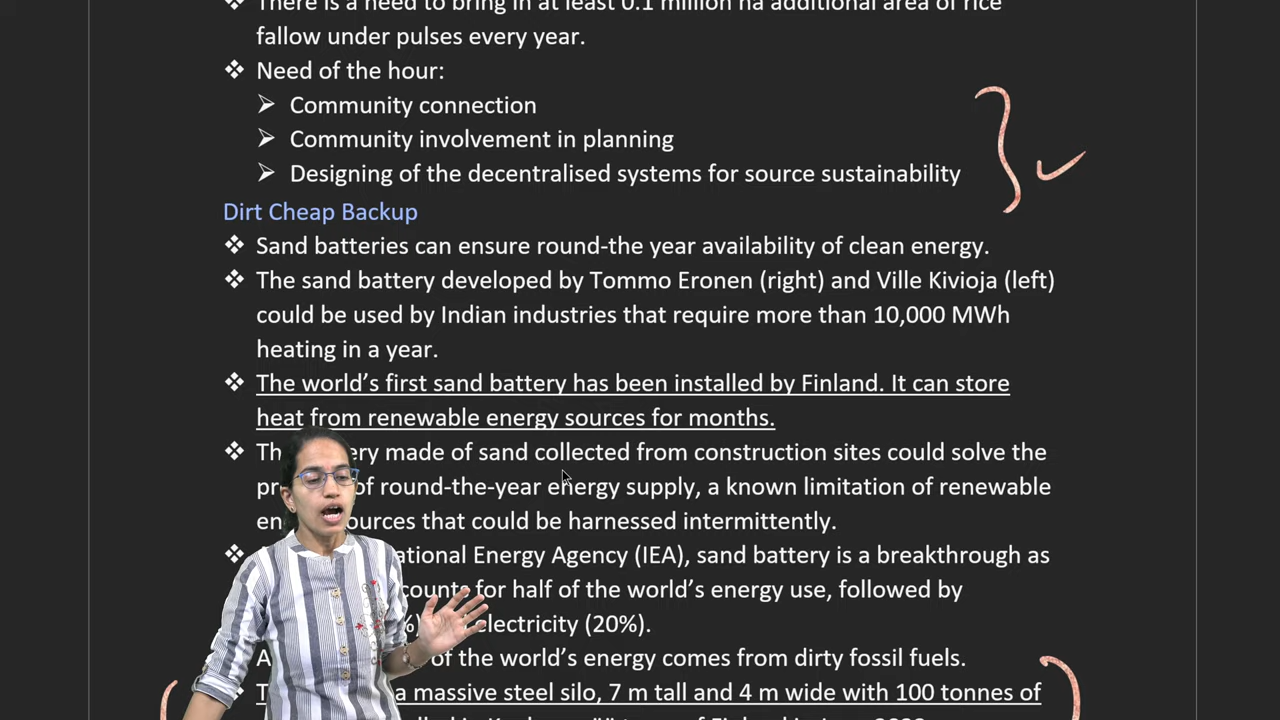 There is a need to bring in at least 0.1 million ha additional area of rice
fallow under pulses every year.
❖ Need of the hour:
➢ Community connection
➢ Community involvement in planning
➢ Designing of the decentralised systems for source sustainability
Dirt Cheap Backup
❖ Sand batteries can ensure round-the year availability of clean energy.
❖ The sand battery developed by Tommo Eronen (right) and Ville Kivioja (left)
could be used by Indian industries that require more than 10,000 MWh
heating in a year.
❖ The world's first sand battery has been installed by Finland. It can store
heat from renewable energy sources for months.
❖ made of sand collected from construction sites could solve the
of round-the-year energy supply, a known limitation of renewable
sources that could be harnessed intermittently.
❖ Energy Agency (IEA), sand battery is a breakthrough as
for half of the world's energy use, followed by
electricity (20%).
of the world's energy comes from dirty fossil fuels.
❖ a massive steel silo, 7 m tall and 4 m wide with 100 tonnes of